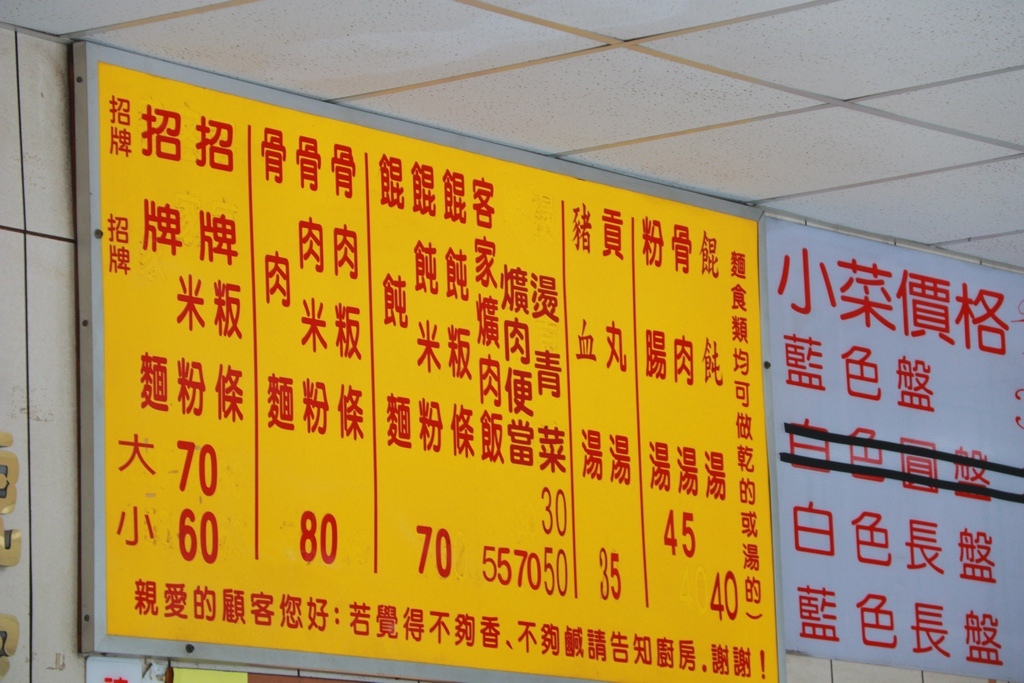 招牌
招牌
招牌麵
招牌米粉
招牌粄條
大 70
小 60
骨肉麵
骨肉米粉
骨肉粄條
80
餛飩麵
餛飩米粉
餛飩粄條
70
客家爌肉飯
55
爌肉便當
70
燙青菜
30
50
豬血湯
貢丸湯
35
粉腸湯
骨肉湯
45
餛飩湯
40
麵食類均可做乾的或湯的)
親愛的顧客您好:若覺得不夠香、不夠鹹請告知廚房.謝謝!
小菜價格
藍色盤
白色圓盤
白色長盤
藍色長盤